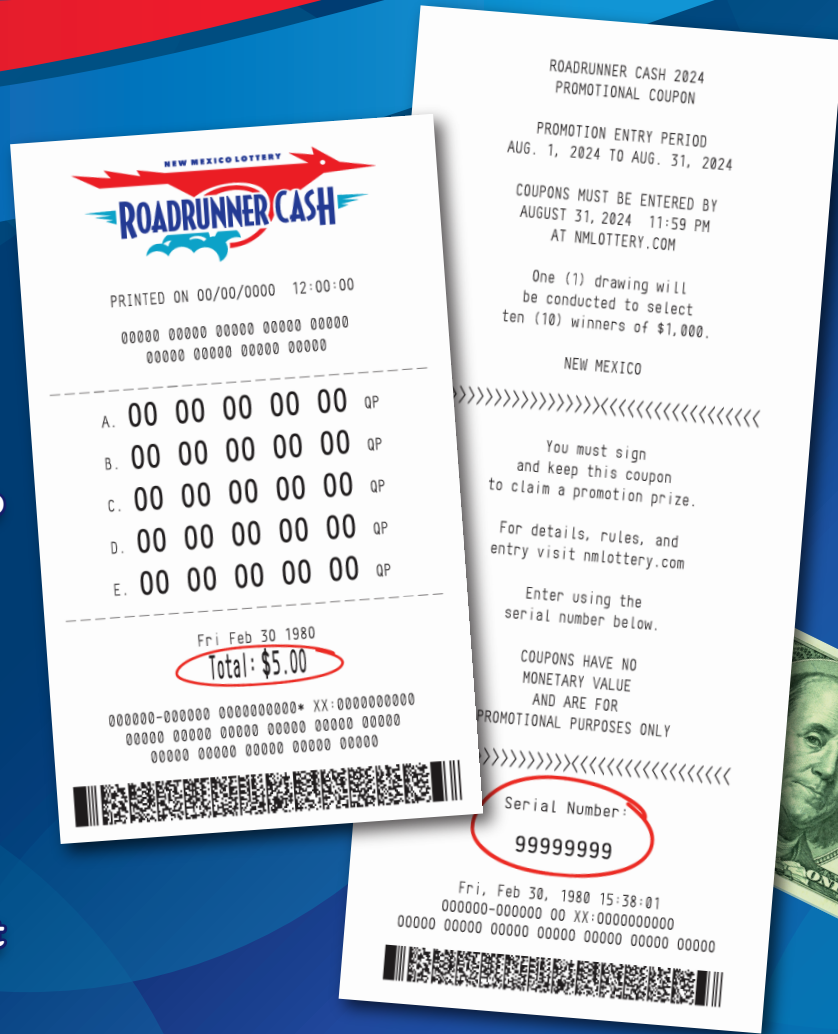 NEW MEXICO LOTTERY
ROADRUNNER CASH
PRINTED ON 00/00/0000 12:00:00
00000 00000 00000 00000 00000
00000 00000 00000 00000
A. 00 00 00 00 00 QP
B. 00 00 00 00 00 QP
C. 00 00 00 00 00 QP
D. 00 00 00 00 00 QP
E. 00 00 00 00 00 QP
Fri Feb 30 1980
Total: $5.00
000000-000000 0000000000* XX:0000000000
00000 00000 00000 00000 00000 00000
00000 00000 00000 00000 00000
ROADRUNNER CASH 2024
PROMOTIONAL COUPON
PROMOTION ENTRY PERIOD
AUG. 1, 2024 TO AUG. 31, 2024
COUPONS MUST BE ENTERED BY
AUGUST 31, 2024 11:59 PM
AT NMLOTTERY.COM
One (1) drawing will
be conducted to select
ten (10) winners of $1,000.
NEW MEXICO
You must sign
and keep this coupon
to claim a promotion prize.
For details, rules, and
entry visit nmlottery.com
Enter using the
serial number below.
COUPONS HAVE NO
MONETARY VALUE
AND ARE FOR
PROMOTIONAL PURPOSES ONLY
Serial Number:
99999999
Fri, Feb 30, 1980 15:38:01
000000-000000 00 XX:0000000000
00000 00000 00000 00000 00000 00000 00000